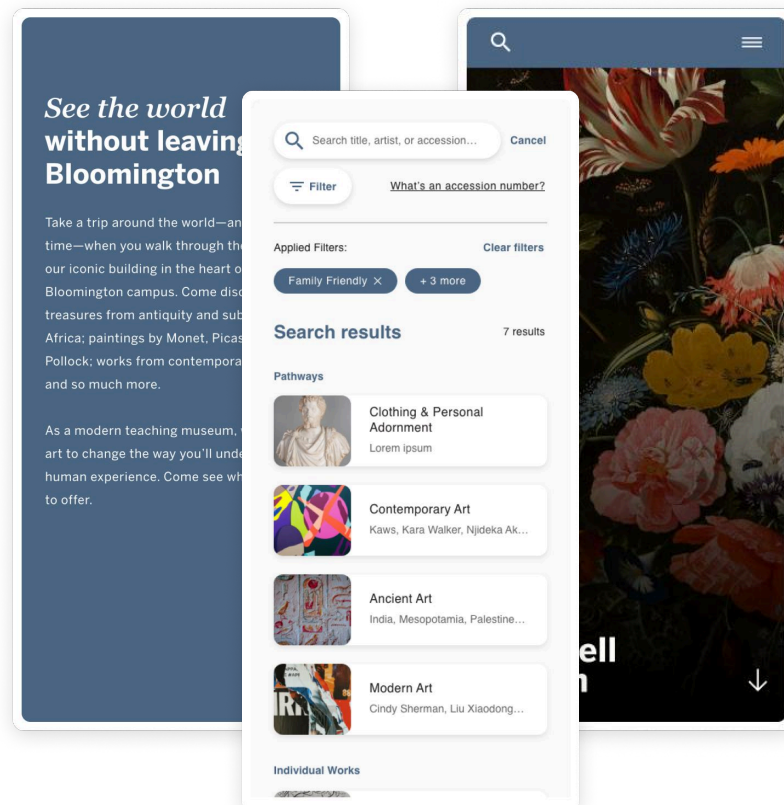 See the world
without leaving
Bloomington
Take a trip around the world—an
time—when you walk through the
our iconic building in the heart o
Bloomington campus. Come disc
treasures from antiquity and sub
Africa; paintings by Monet, Picas
Pollock; works from contempora
and so much more.
As a modern teaching museum,
art to change the way you'll unde
human experience. Come see wh
to offer.
Search title, artist, or accession...
Cancel
Filter
What's an accession number?
Applied Filters:
Clear filters
Family Friendly ×
+ 3 more
Search results
7 results
Pathways
Clothing & Personal
Adornment
Lorem ipsum
Contemporary Art
Kaws, Kara Walker, Njideka Ak...
Ancient Art
India, Mesopotamia, Palestine...
Modern Art
Cindy Sherman, Liu Xiaodong...
Individual Works
ell